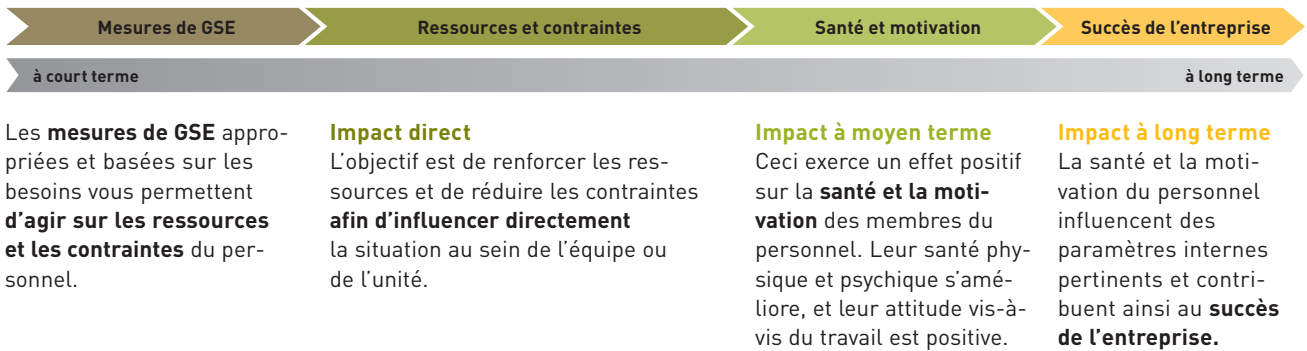 Mesures de GSE
Ressources et contraintes
Santé et motivation
Succès de l'entreprise
à court terme
à long terme
Les mesures de GSE appro-
priées et basées sur les
besoins vous permettent
d'agir sur les ressources
et les contraintes du per-
sonnel.
Impact direct
L'objectif est de renforcer les res-
sources et de réduire les contraintes
afin d'influencer directement
la situation au sein de l'équipe ou
de l'unité.
Impact à moyen terme
Ceci exerce un effet positif
sur la santé et la moti-
vation des membres du
personnel. Leur santé phy-
sique et psychique s'amé-
liore, et leur attitude vis-à-
vis du travail est positive.
Impact à long terme
La santé et la moti-
vation du personnel
influencent des
paramètres internes
pertinents et contri-
buent ainsi au succès
de l'entreprise.